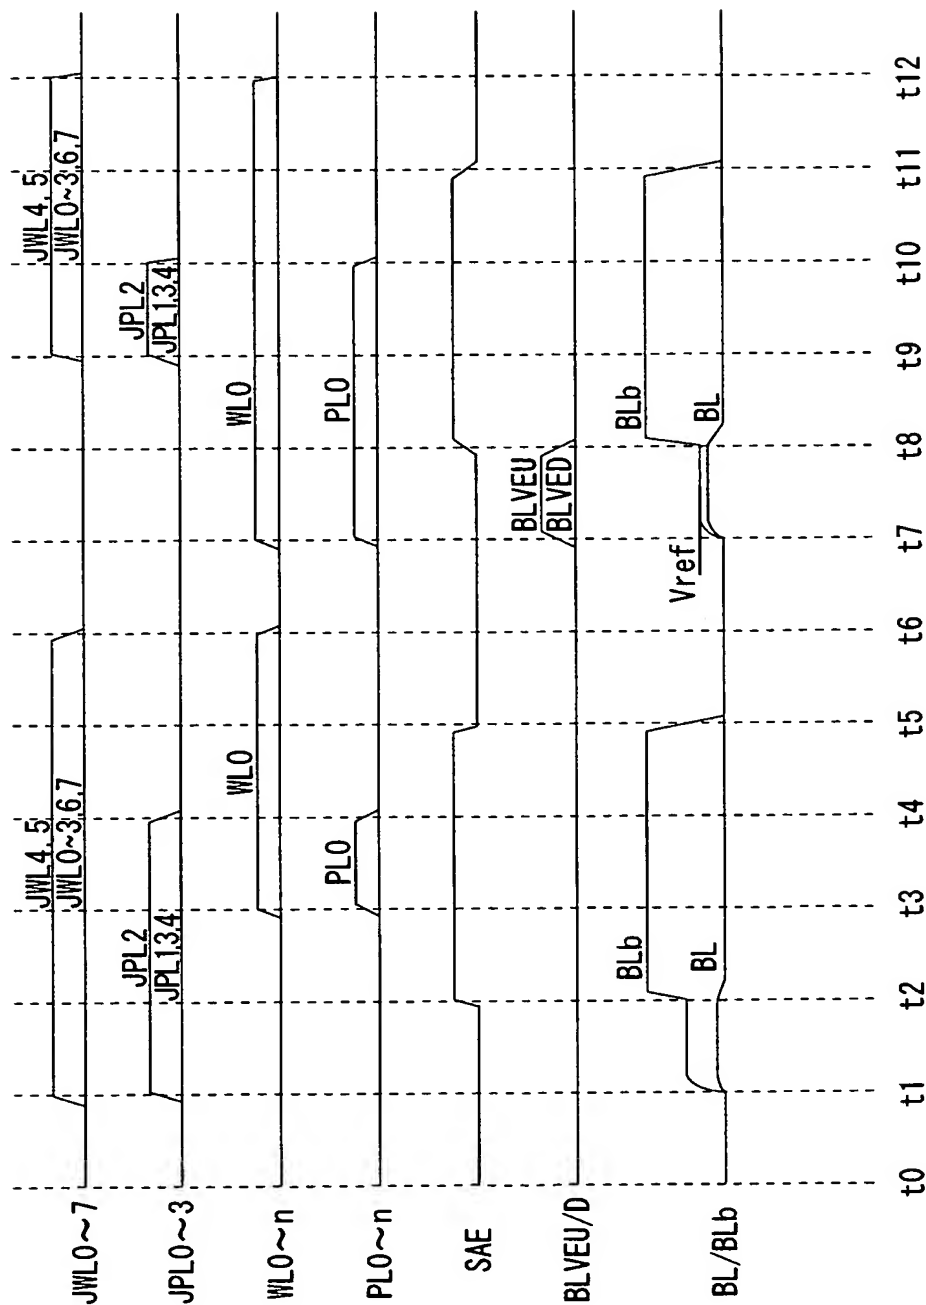 JWL0~7
JWL4, 5
JWL0~3,6,7
JWL4, 5
JWL0~3,6,7
JPL0~3
JPL2
JPL1,3,4
JPL2
JPL1,3,4
WL0~n
WL0
WL0
PL0~n
PL0
PL0
SAE
BLVEU/D
BLVEU
BLVED
BL/BLb
BLb
BL
Vref
BLb
BL
t0 t1 t2 t3 t4 t5 t6 t7 t8 t9 t10 t11 t12